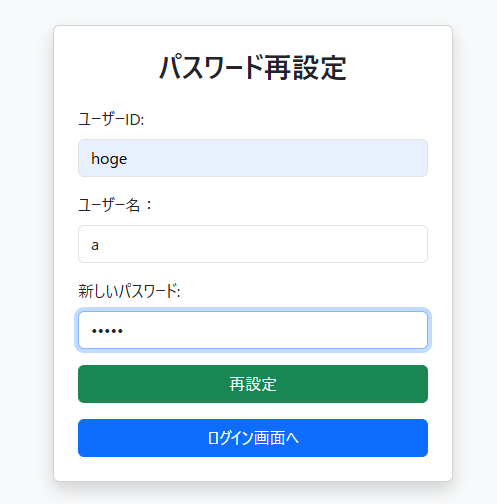 パスワード再設定
ユーザーID:
hoge
ユーザー名：
a
新しいパスワード:
•••••
再設定
ログイン画面へ